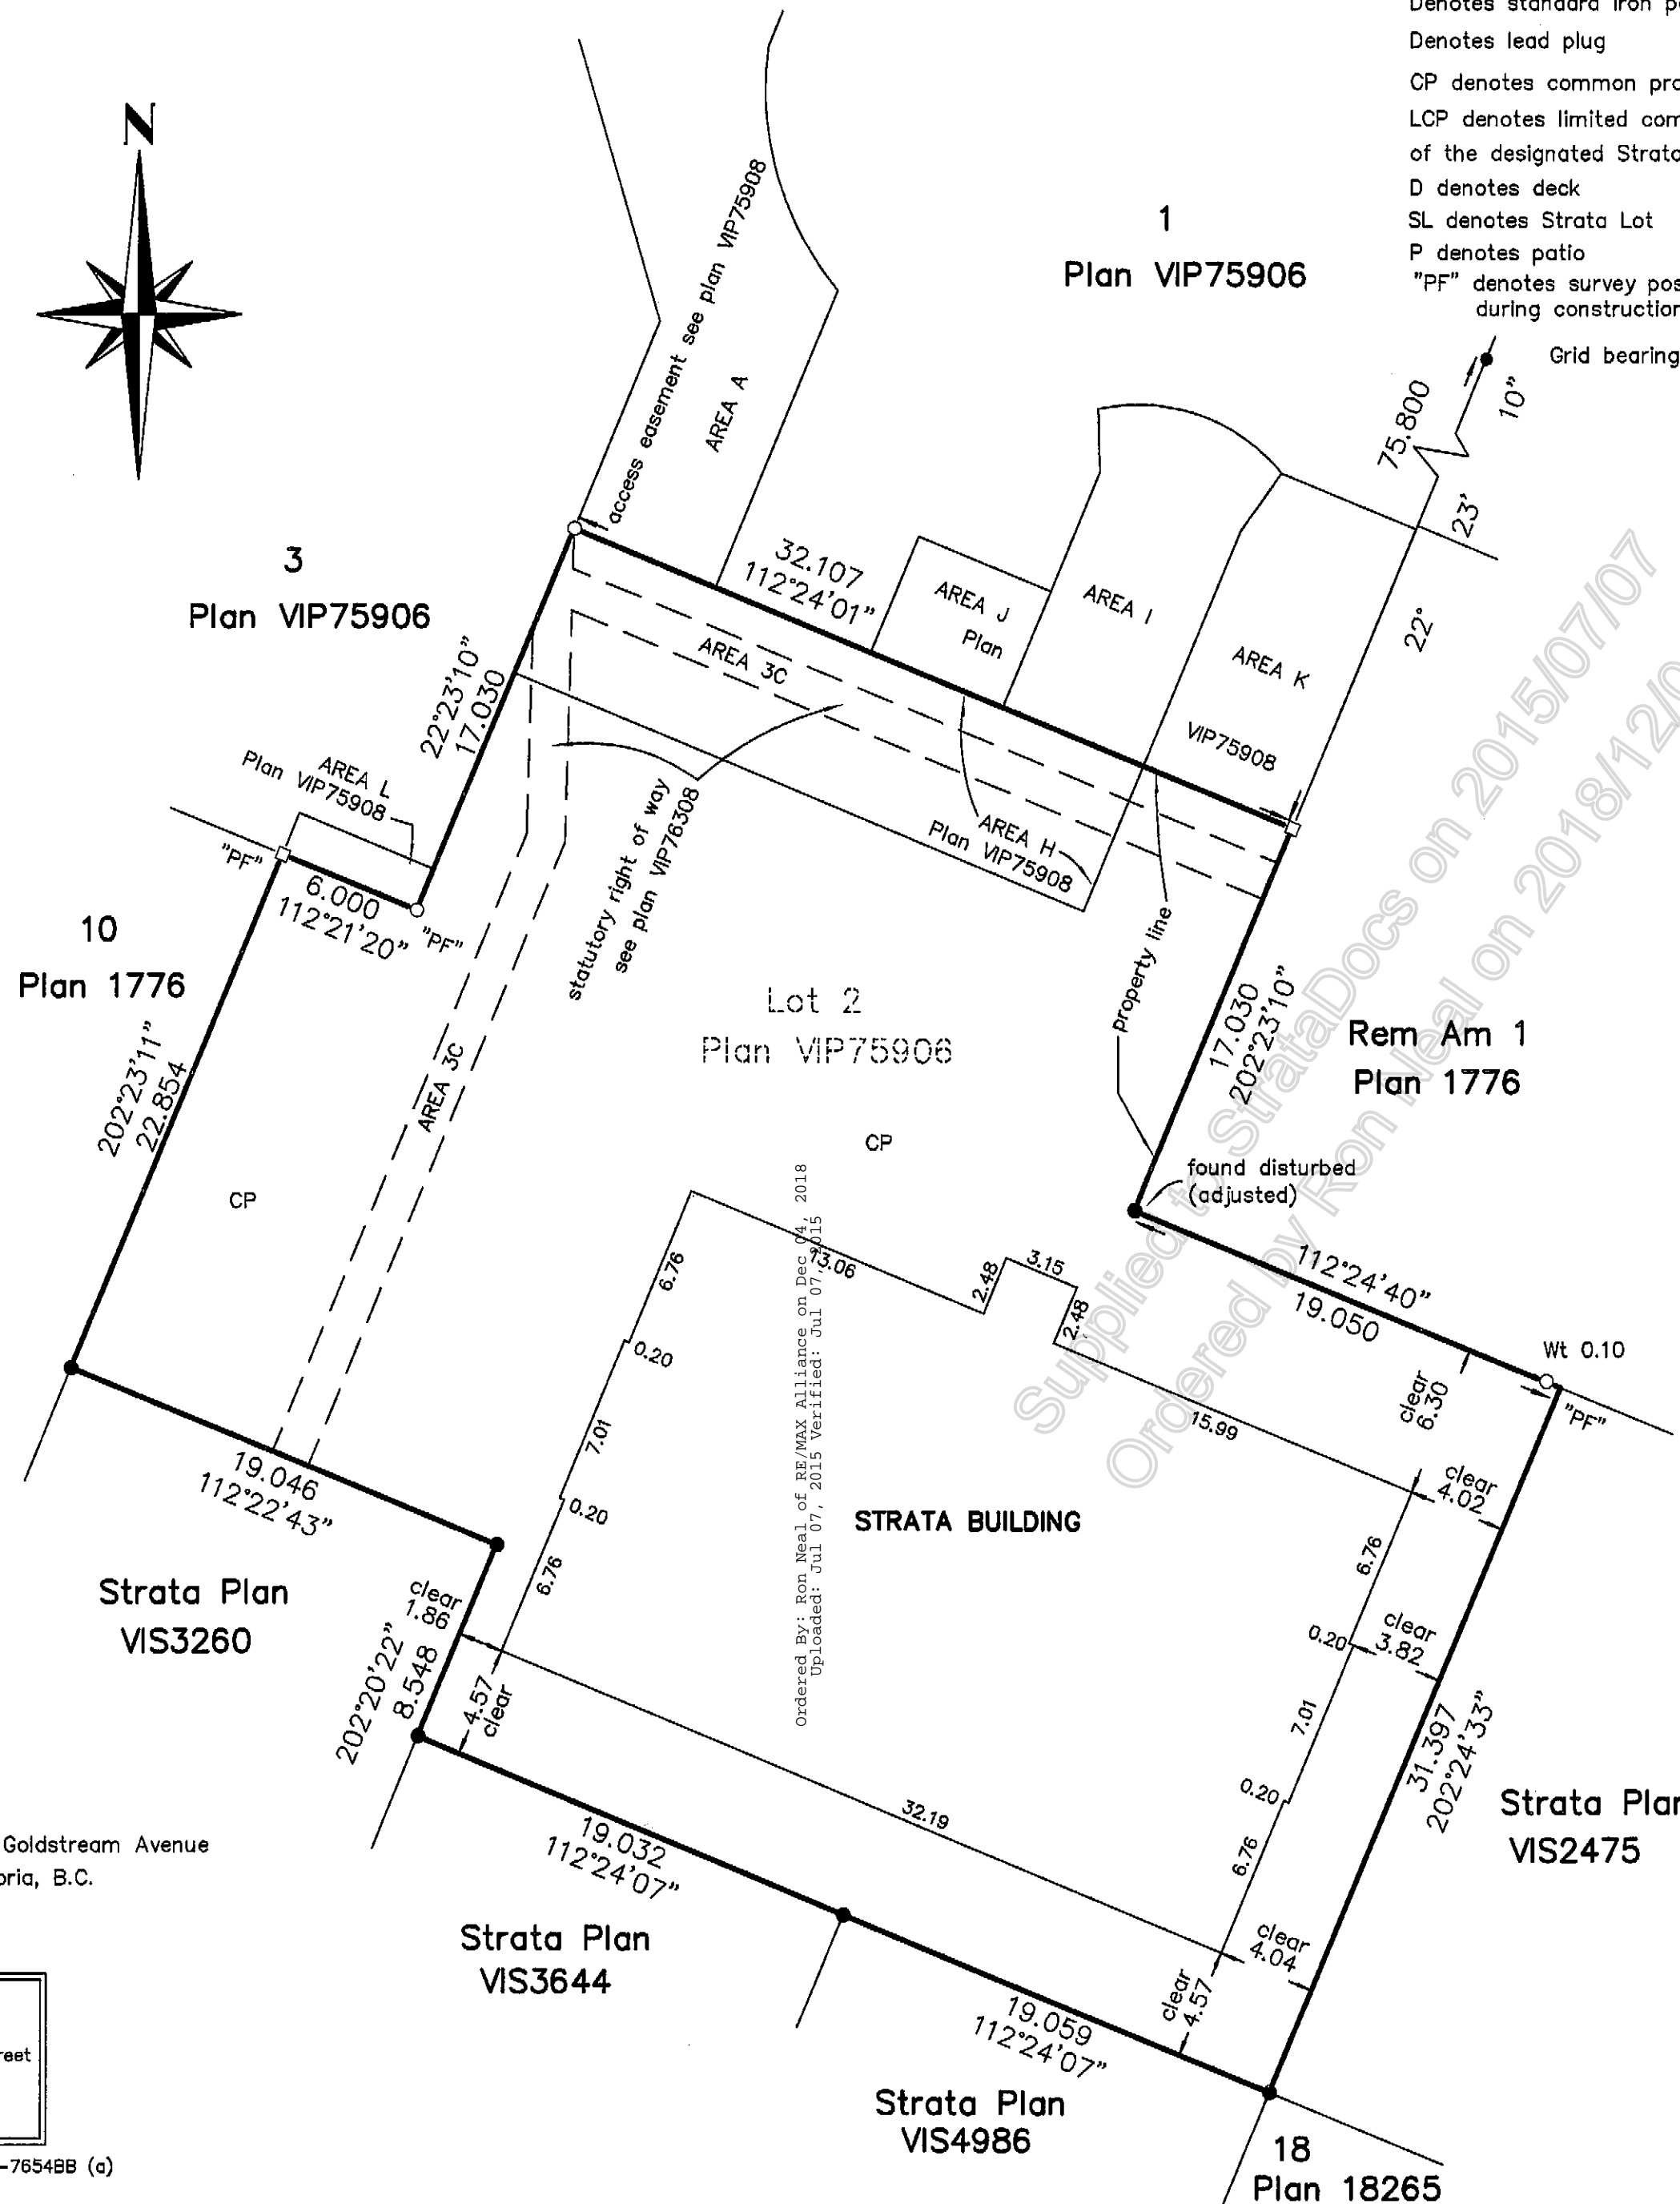 Denotes standard iron
Denotes lead plug
CP denotes common
LCP denotes limited
of the designated
D denotes deck
SL denotes Strata Lot
P denotes patio
"PF" denotes survey
during construction
Grid bearing
N
1
Plan VIP75906
access easement see plan VIP75908
AREA A
75.800
10"
23'
22°
3
Plan VIP75906
32.107
112°24'01"
AREA J
Plan
AREA I
AREA K
VIP75908
AREA 3C
22°23'10"
17.030
AREA L
Plan VIP75908
"PF"
6.000
112°21'20"
"PF"
statutory right of way
see plan VIP76308
AREA H
Plan VIP75908
property line
10
Plan 1776
Lot 2
Plan VIP75906
17.030
202°23'10"
Rem Am 1
Plan 1776
202°23'11"
22.854
AREA 3C
CP
CP
found disturbed
(adjusted)
112°24'40"
19.050
Wt 0.10
"PF"
6.76
13.06
2.48
3.15
2.48
15.99
clear
6.30
clear
4.02
0.20
7.01
0.20
6.76
STRATA BUILDING
6.76
0.20
clear
3.82
7.01
0.20
6.76
19.046
112°22'43"
Strata Plan
VIS3260
clear
1.86
202°20'22"
8.548
4.57
clear
32.19
31.397
202°24'33"
Strata Plan
VIS2475
clear
4.04
clear
4.57
19.032
112°24'07"
Strata Plan
VIS3644
19.059
112°24'07"
Strata Plan
VIS4986
18
Plan 18265
Goldstream Avenue
B.C.
-7654BB (a)
Ordered By: Ron Neal of RE/MAX Alliance on Dec 04, 2018
Uploaded: Jul 07, 2015 Verified: Jul 07, 2015
Supplied to StrataDocs on 2015/07/07
Ordered by Ron Neal on